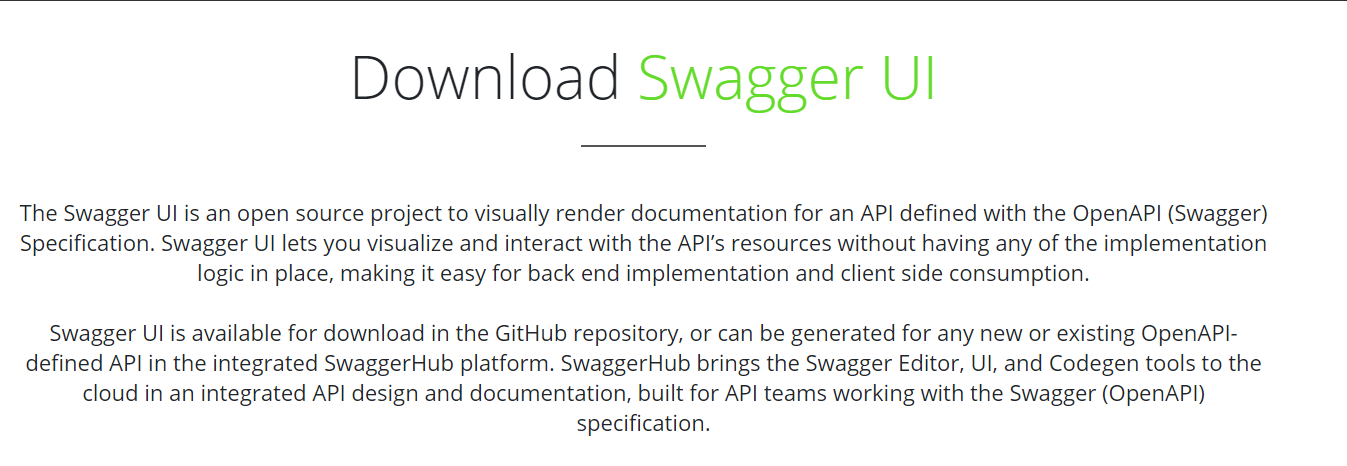 Download Swagger UI
The Swagger UI is an open source project to visually render documentation for an API defined with the OpenAPI (Swagger)
Specification. Swagger UI lets you visualize and interact with the API’s resources without having any of the implementation
logic in place, making it easy for back end implementation and client side consumption.
Swagger UI is available for download in the GitHub repository, or can be generated for any new or existing OpenAPI-
defined API in the integrated SwaggerHub platform. SwaggerHub brings the Swagger Editor, UI, and Codegen tools to the
cloud in an integrated API design and documentation, built for API teams working with the Swagger (OpenAPI)
specification.